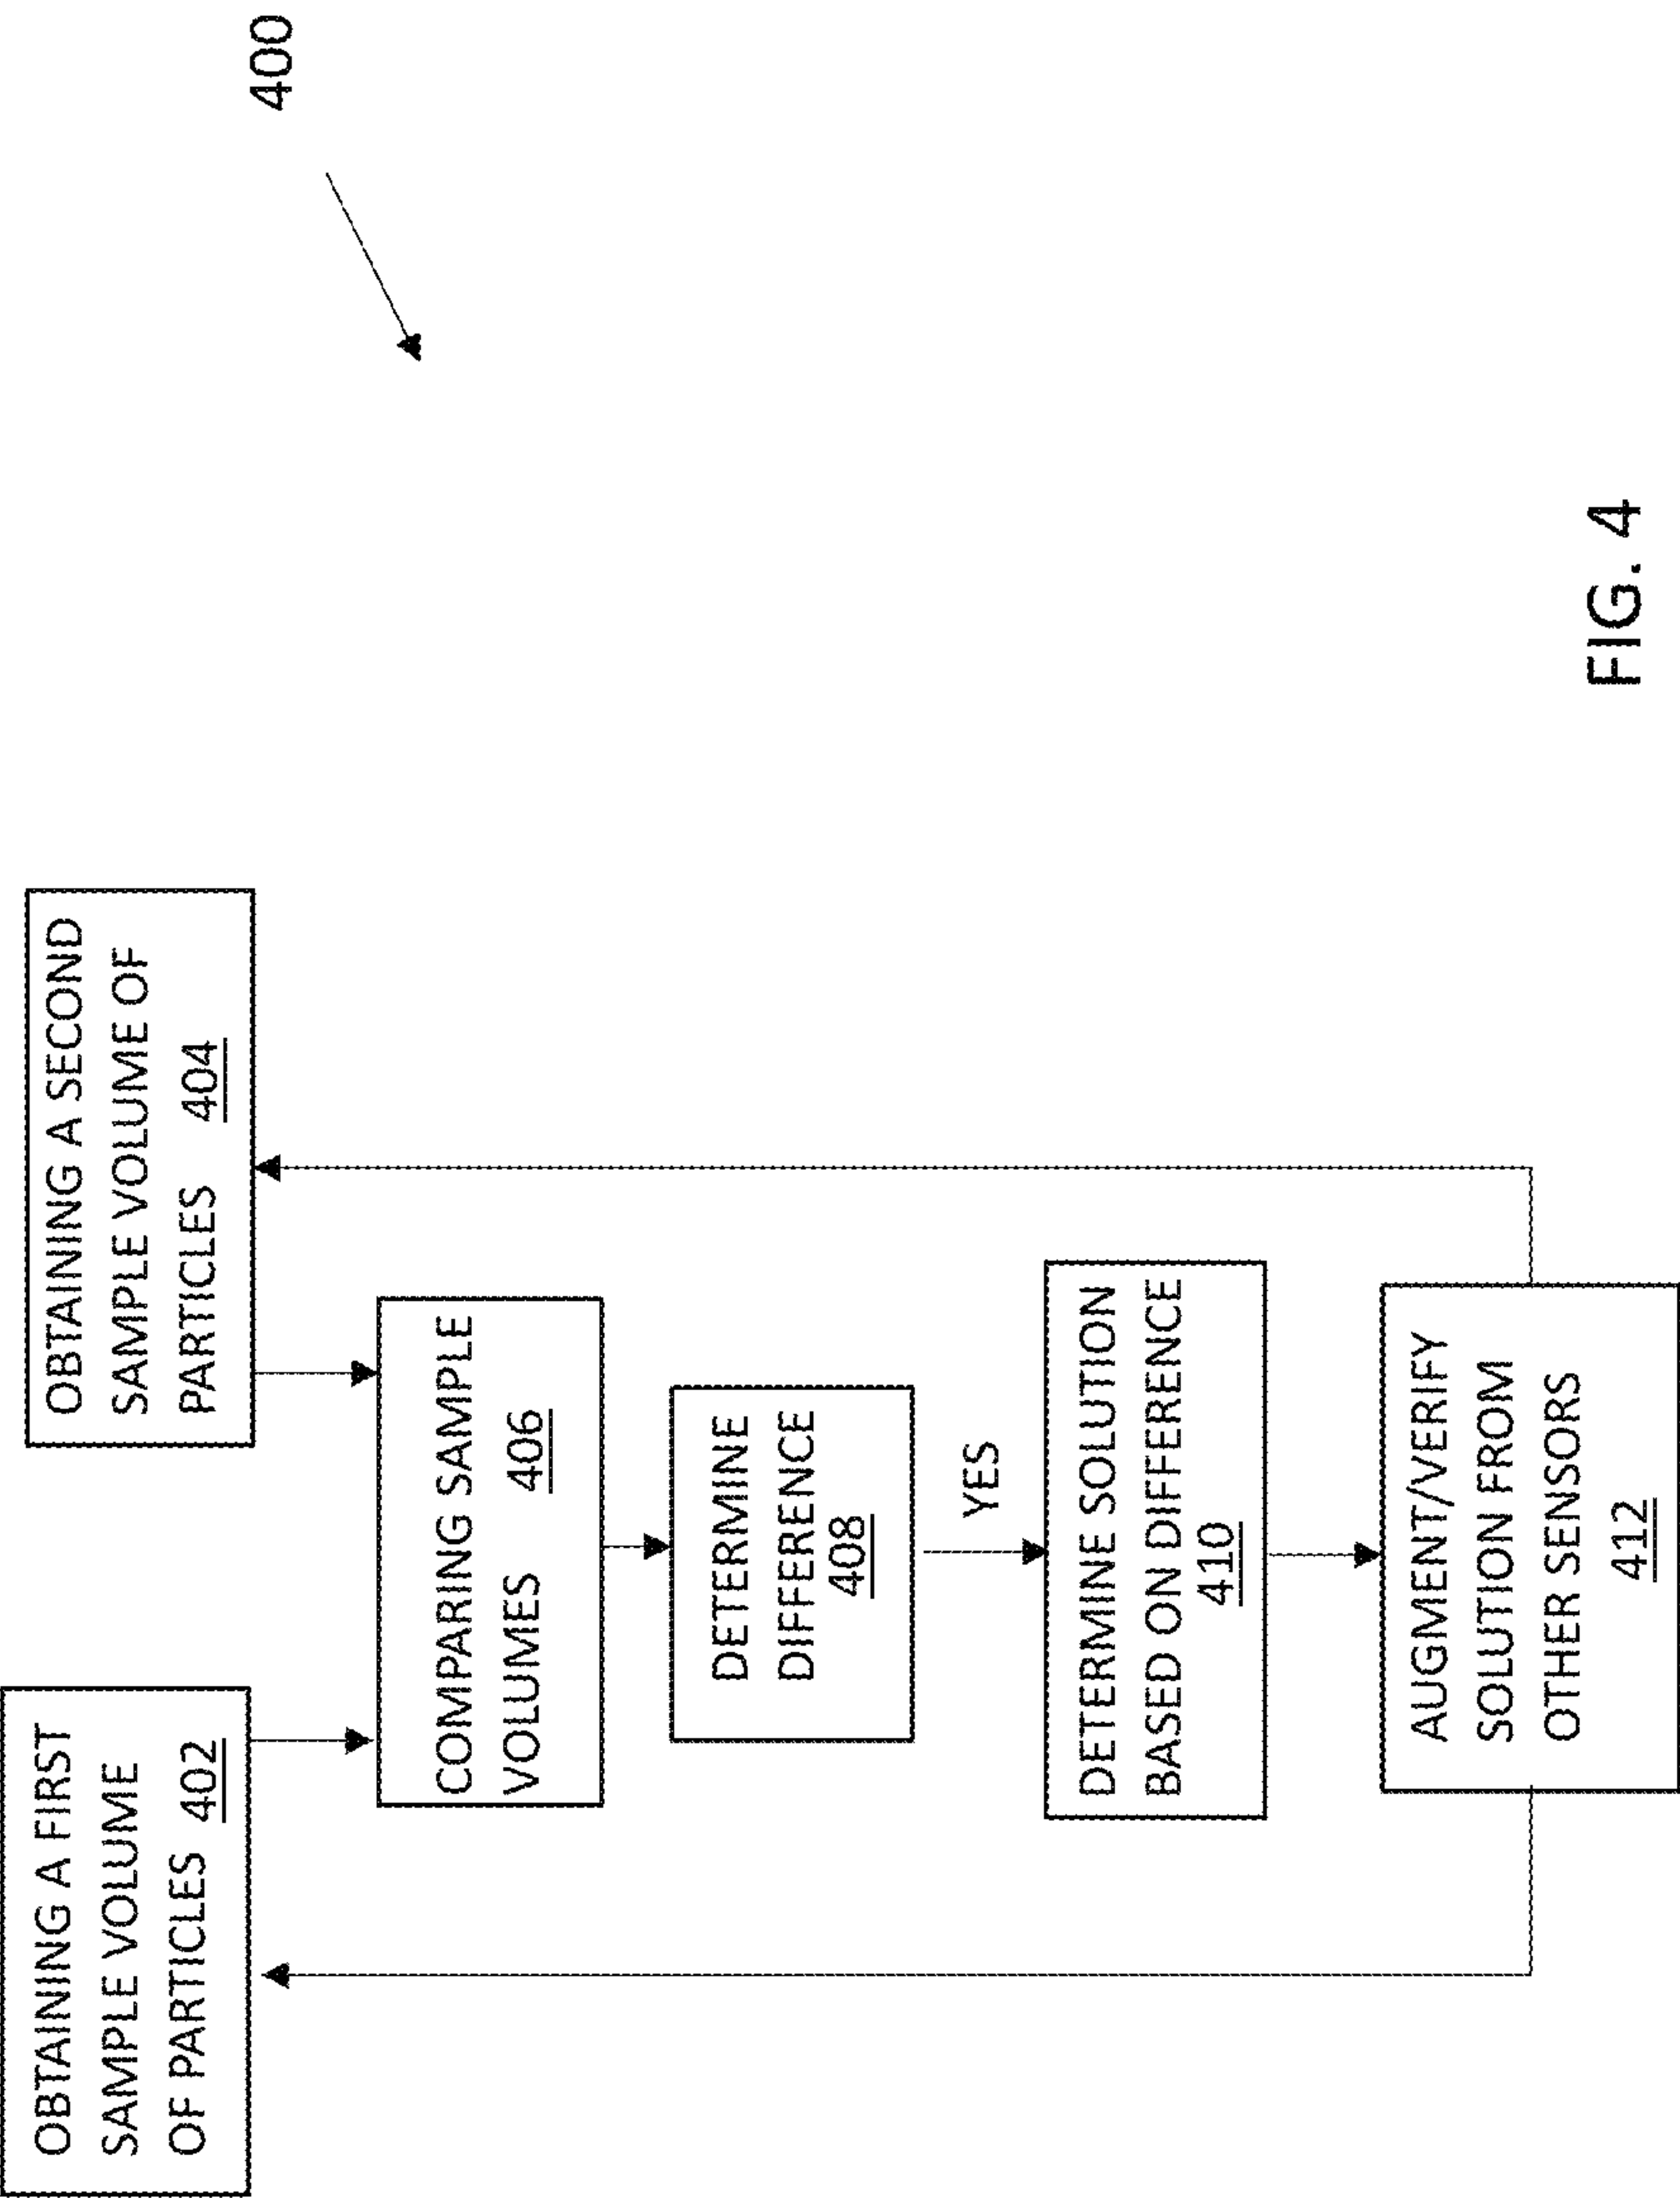 400
OBTAINING A FIRST
SAMPLE VOLUME
OF PARTICLES 402
OBTAINING A SECOND
SAMPLE VOLUME OF
PARTICLES 404
COMPARING SAMPLE
VOLUMES 406
DETERMINE
DIFFERENCE
408
YES
DETERMINE SOLUTION
BASED ON DIFFERENCE
410
AUGMENT/VERIFY
SOLUTION FROM
OTHER SENSORS
412
FIG. 4